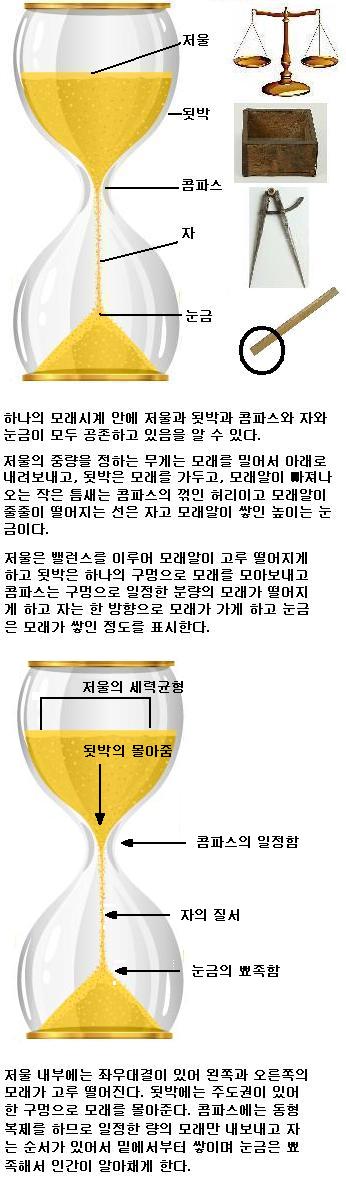 저울
됫박
콤파스
자
눈금
하나의 모래시계 안에 저울과 됫박과 콤파스와 자와
눈금이 모두 공존하고 있음을 알 수 있다.
저울의 중량을 정하는 무게는 모래를 밀어서 아래로
내려보내고, 됫박은 모래를 가두고, 모래알이 빠져나
오는 작은 틈새는 콤파스의 꺾인 허리이고 모래알이
줄줄이 떨어지는 선은 자고 모래알이 쌓인 높이는 눈
금이다.
저울은 밸런스를 이루어 모래알이 고루 떨어지게
하고 됫박은 하나의 구멍으로 모래를 모아보내고
콤파스는 구멍으로 일정한 분량의 모래가 떨어지
게 하고 자는 한 방향으로 모래가 가게 하고 눈금
은 모래가 쌓인 정도를 표시한다.
저울의 세력균형
됫박의 몰아줌
콤파스의 일정함
자의 질서
눈금의 뾰족함
저울 내부에는 좌우대결이 있어 왼쪽과 오른쪽의
모래가 고루 떨어진다. 됫박에는 주도권이 있어
한 구멍으로 모래를 몰아준다. 콤파스에는 동형
복제를 하므로 일정한 량의 모래만 내보내고 자
는 순서가 있어서 밑에서부터 쌓이며 눈금은 뾰
족해서 인간이 알아채게 한다.